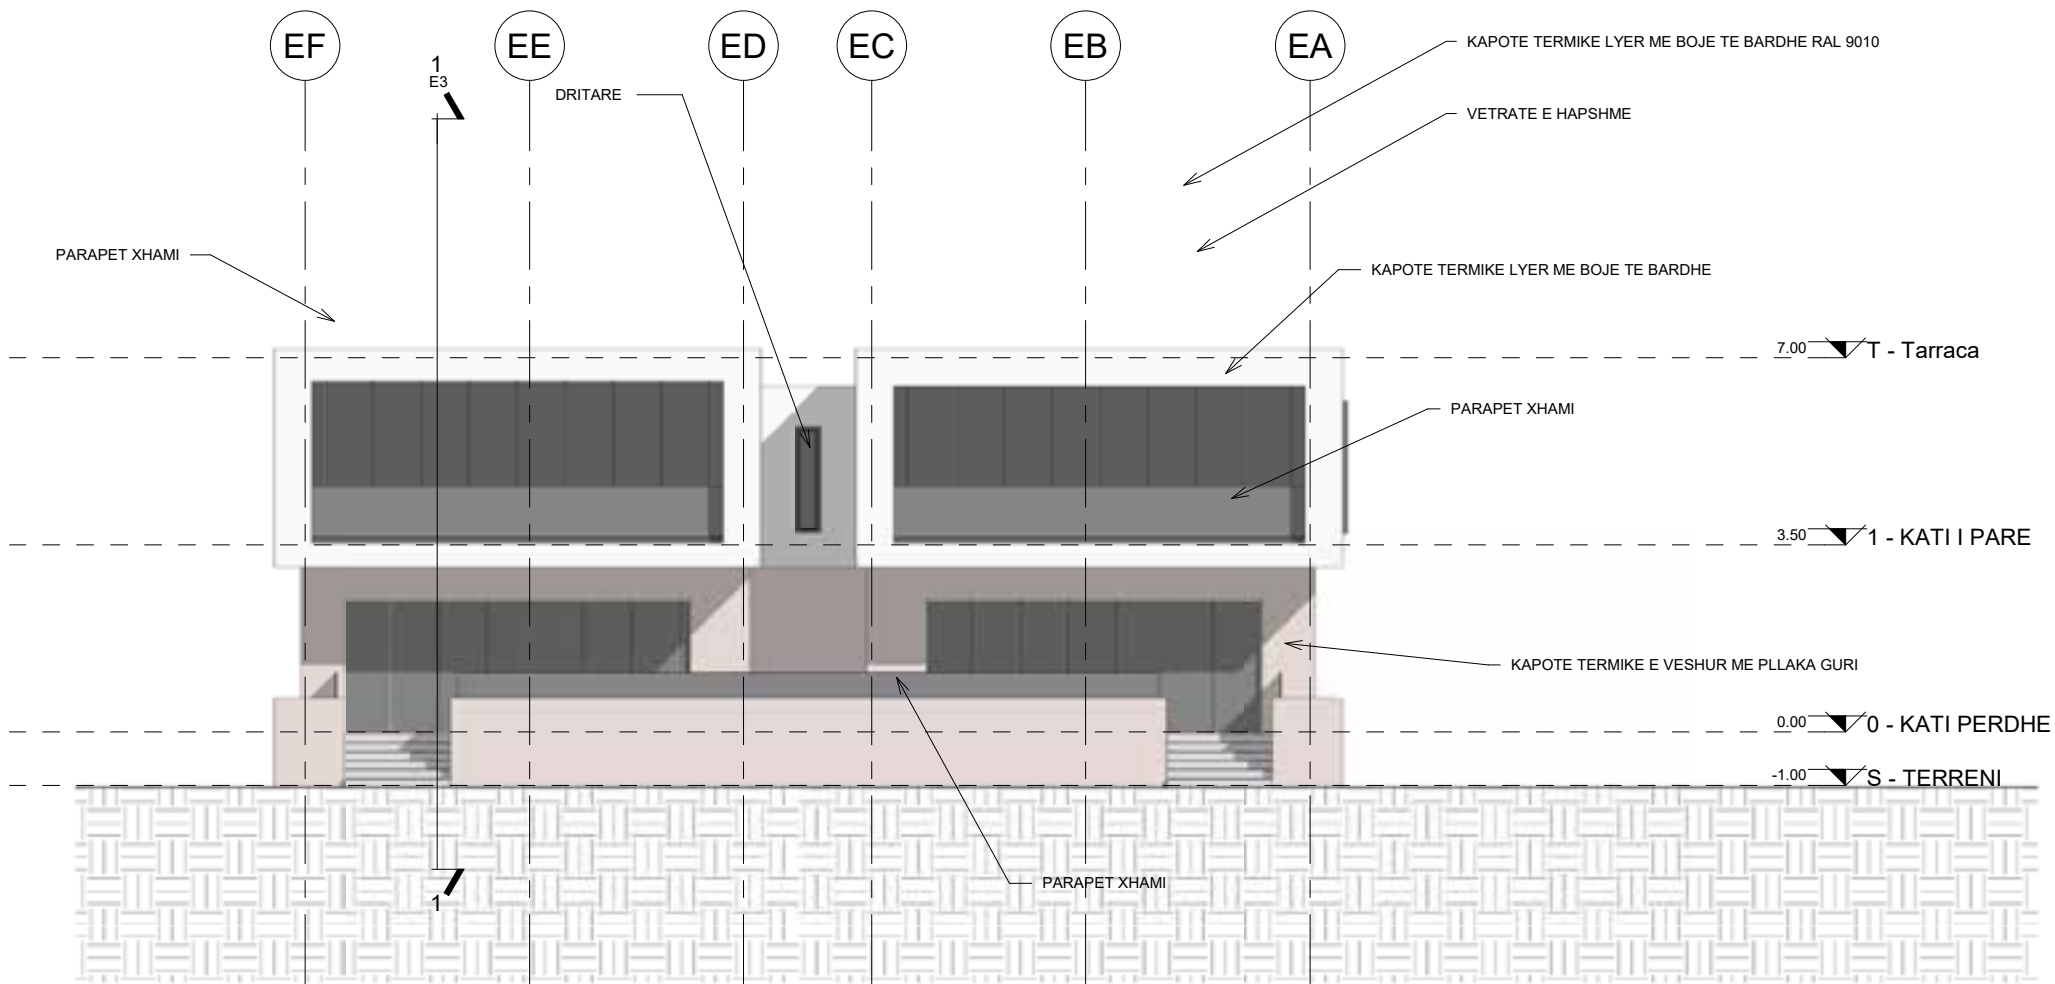 EF
EE
ED
EC
EB
EA
1
E3
KAPOTE TERMIKE LYER ME BOJE TE BARDHE RAL 9010
DRITARE
VETRATE E HAPSHME
PARAPET XHAMI
KAPOTE TERMIKE LYER ME BOJE TE BARDHE
7.00 T - Tarraca
PARAPET XHAMI
3.50 1 - KATI I PARE
KAPOTE TERMIKE E VESHUR ME PLLAKA GURI
0.00 0 - KATI PERDHE
-1.00 S - TERRENI
PARAPET XHAMI
1